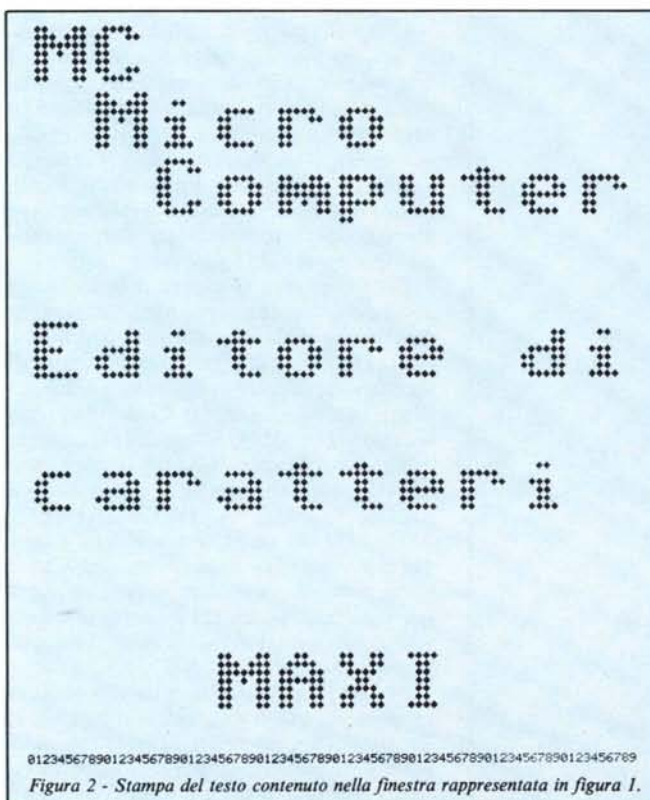 MC
Micro
Computer
Editore di
caratteri
MAXI
01234567890123456789012345678901234567890123456789012345678901234567890123456789
Figura 2 - Stampa del testo contenuto nella finestra rappresentata in figura 1.